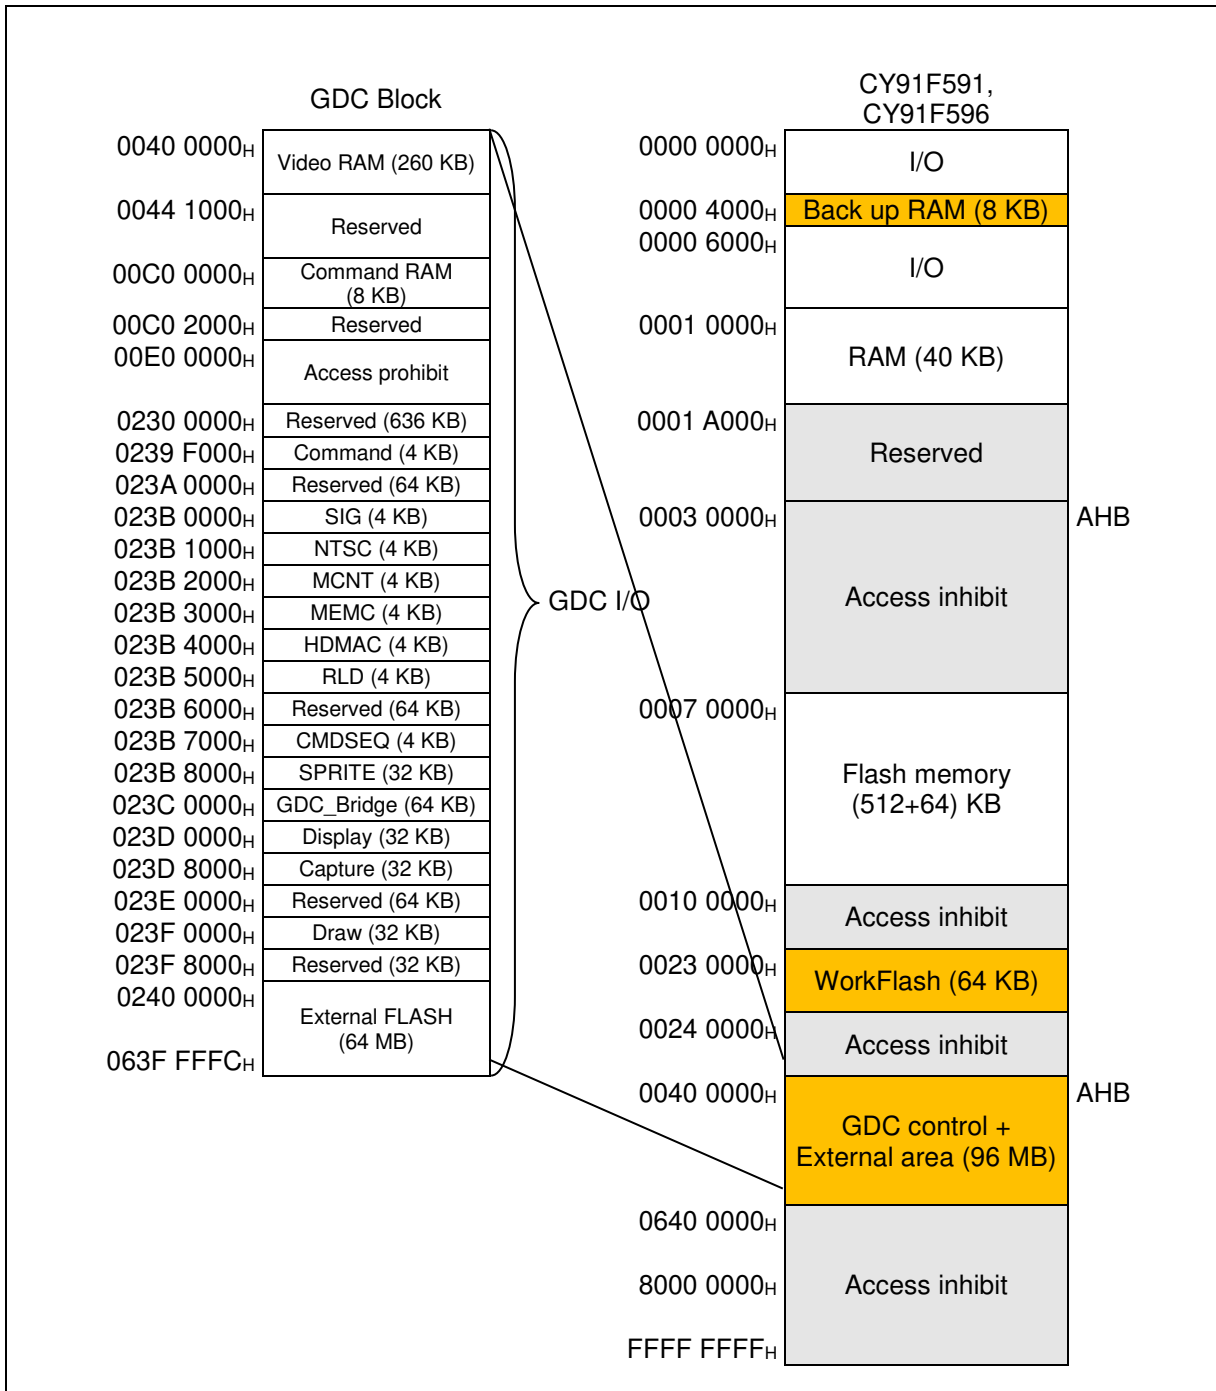 GDC Block
0040 0000H
Video RAM (260 KB)
0044 1000H
Reserved
00C0 0000H
Command RAM
(8 KB)
00C0 2000H
Reserved
00E0 0000H
Access prohibit
0230 0000H
Reserved (636 KB)
0239 F000H
Command (4 KB)
023A 0000H
Reserved (64 KB)
023B 0000H
SIG (4 KB)
023B 1000H
NTSC (4 KB)
023B 2000H
MCNT (4 KB)
023B 3000H
MEMC (4 KB)
023B 4000H
HDMAC (4 KB)
023B 5000H
RLD (4 KB)
023B 6000H
Reserved (64 KB)
023B 7000H
CMDSEQ (4 KB)
023B 8000H
SPRITE (32 KB)
023C 0000H
GDC_Bridge (64 KB)
023D 0000H
Display (32 KB)
023D 8000H
Capture (32 KB)
023E 0000H
Reserved (64 KB)
023F 0000H
Draw (32 KB)
023F 8000H
Reserved (32 KB)
0240 0000H
External FLASH
(64 MB)
063F FFFCH
GDC I/O
CY91F591,
CY91F596
0000 0000H
I/O
0000 4000H
Back up RAM (8 KB)
0000 6000H
I/O
0001 0000H
RAM (40 KB)
0001 A000H
Reserved
0003 0000H
AHB
Access inhibit
0007 0000H
Flash memory
(512+64) KB
0010 0000H
Access inhibit
0023 0000H
WorkFlash (64 KB)
0024 0000H
Access inhibit
0040 0000H
AHB
GDC control +
External area (96 MB)
0640 0000H
8000 0000H
Access inhibit
FFFF FFFFH